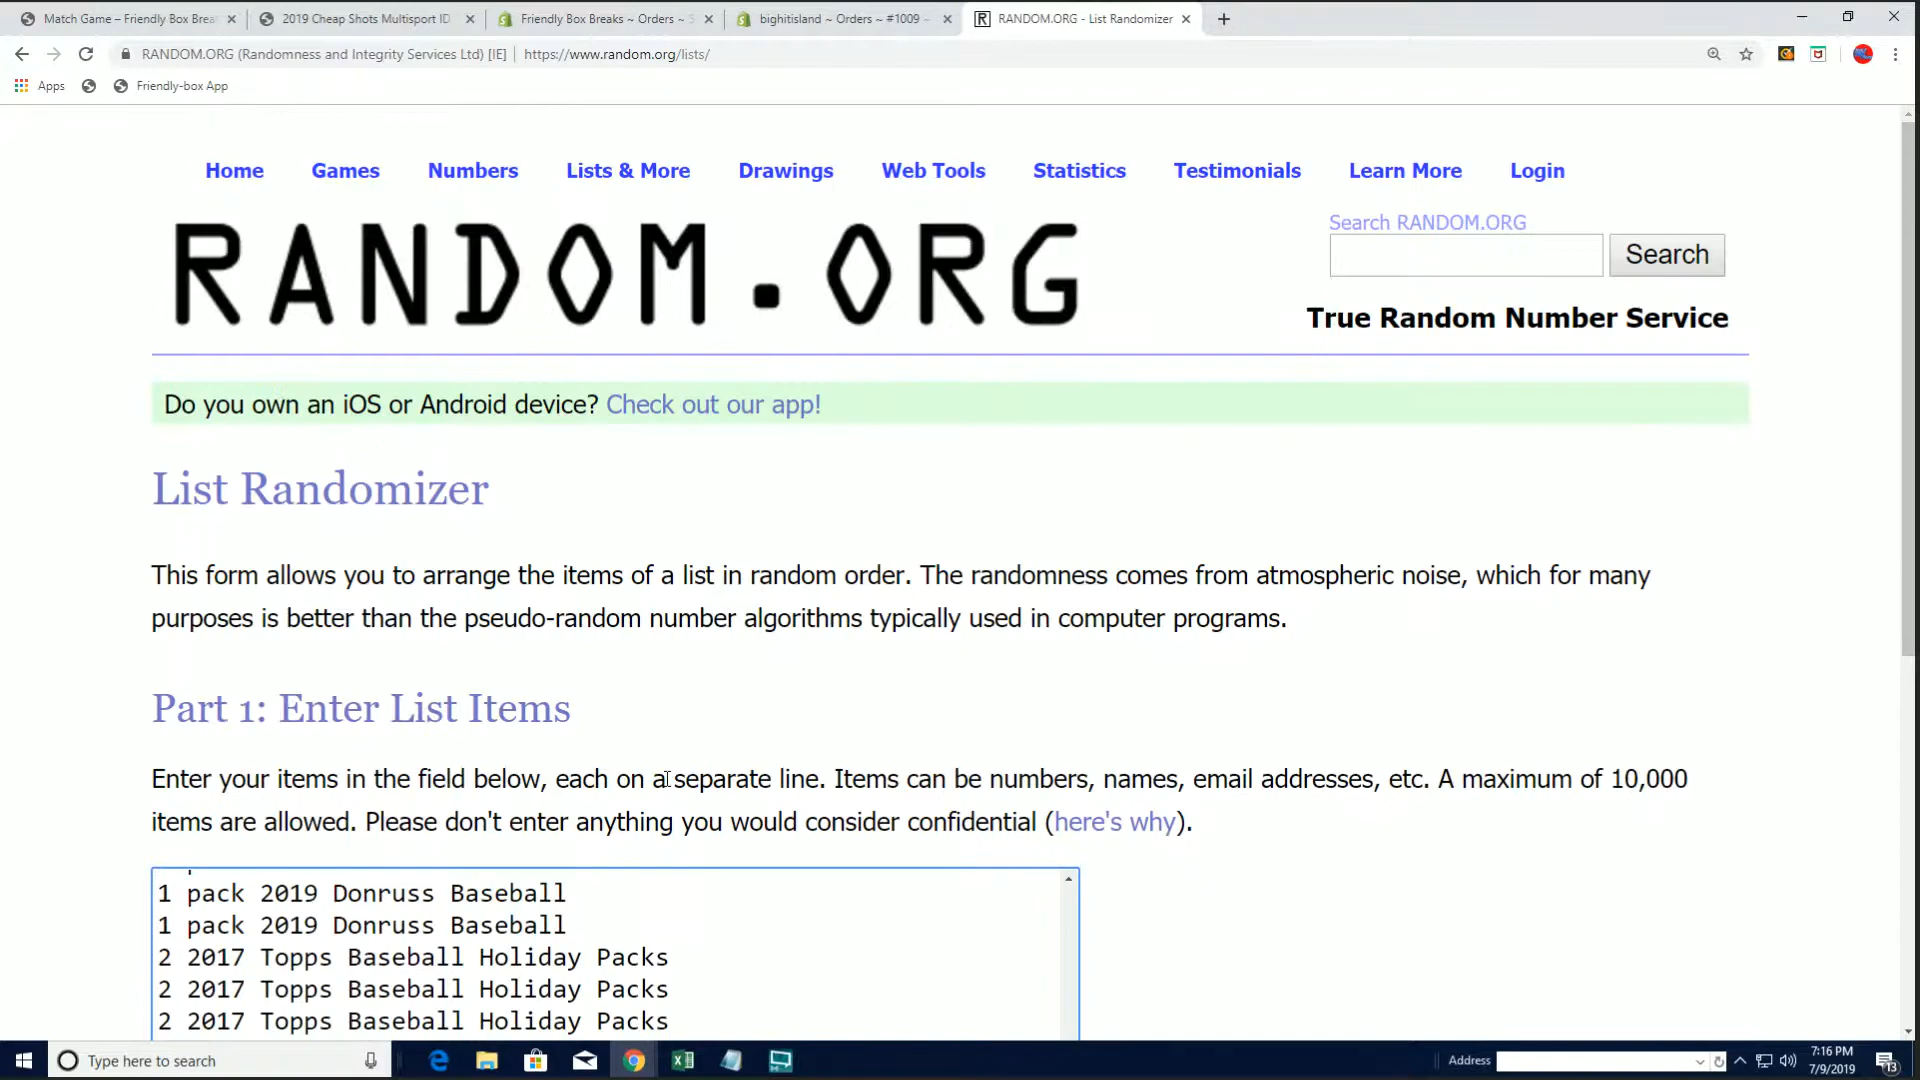 Match Game – Friendly Box Brea
2019 Cheap Shots Multisport ID
Friendly Box Breaks ~ Orders ~ S
bighitisland ~ Orders ~ #1009 ~
RANDOM.ORG - List Randomizer
RANDOM.ORG (Randomness and Integrity Services Ltd) [IE] | https://www.random.org/lists/
Apps
Friendly-box App
Home Games Numbers Lists & More Drawings Web Tools Statistics Testimonials Learn More Login
RANDOM.ORG
Search RANDOM.ORG
Search
True Random Number Service
Do you own an iOS or Android device? Check out our app!
List Randomizer
This form allows you to arrange the items of a list in random order. The randomness comes from atmospheric noise, which for many
purposes is better than the pseudo-random number algorithms typically used in computer programs.
Part 1: Enter List Items
Enter your items in the field below, each on a separate line. Items can be numbers, names, email addresses, etc. A maximum of 10,000
items are allowed. Please don't enter anything you would consider confidential (here's why).
1 pack 2019 Donruss Baseball
1 pack 2019 Donruss Baseball
2 2017 Topps Baseball Holiday Packs
2 2017 Topps Baseball Holiday Packs
2 2017 Topps Baseball Holiday Packs
Type here to search
Address
7:16 PM
7/9/2019
13